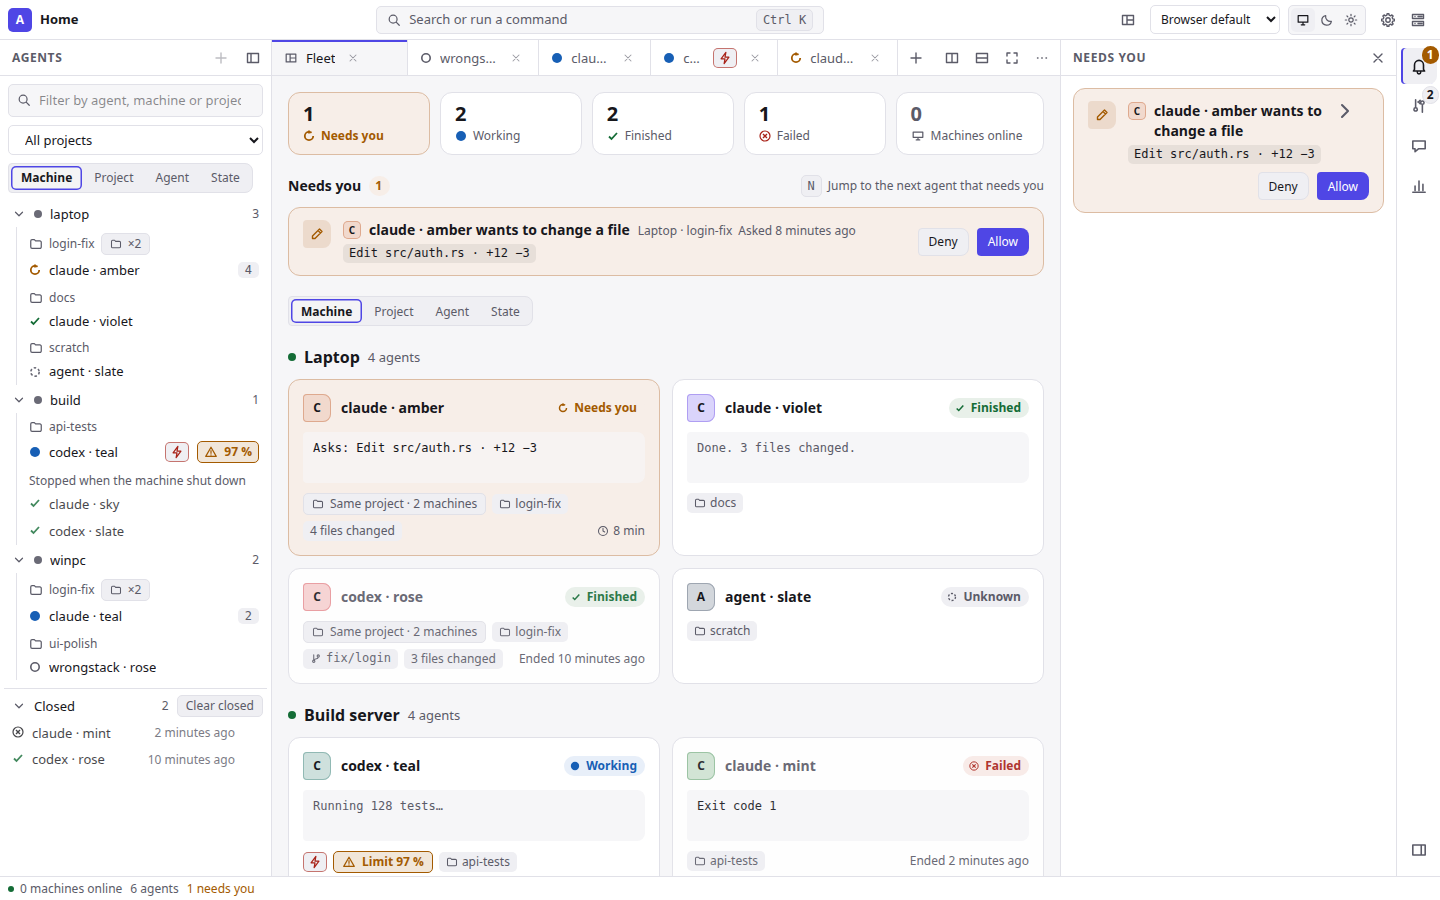 A Home
Search or run a command Ctrl K
Browser default
AGENTS
Filter by agent, machine or projec
All projects
Machine Project Agent State
laptop 3
login-fix ×2
claude · amber 4
docs
claude · violet
scratch
agent · slate
build 1
api-tests
codex · teal 97 %
Stopped when the machine shut down
claude · sky
codex · slate
winpc 2
login-fix ×2
claude · teal 2
ui-polish
wrongstack · rose
Closed 2 Clear closed
claude · mint 2 minutes ago
codex · rose 10 minutes ago
Fleet wrongs… clau… c… claud…
1 Needs you
2 Working
2 Finished
1 Failed
0 Machines online
Needs you 1 N Jump to the next agent that needs you
C claude · amber wants to change a file Laptop · login-fix Asked 8 minutes ago
Edit src/auth.rs · +12 −3
Deny Allow
Machine Project Agent State
Laptop 4 agents
C claude · amber Needs you
Asks: Edit src/auth.rs · +12 −3
Same project · 2 machines login-fix
4 files changed 8 min
C claude · violet Finished
Done. 3 files changed.
docs
C codex · rose Finished
Same project · 2 machines login-fix
fix/login 3 files changed Ended 10 minutes ago
A agent · slate Unknown
scratch
Build server 4 agents
C codex · teal Working
Running 128 tests…
Limit 97 % api-tests
C claude · mint Failed
Exit code 1
api-tests Ended 2 minutes ago
NEEDS YOU
C claude · amber wants to
change a file
Edit src/auth.rs · +12 −3
Deny Allow
1
2
0 machines online 6 agents 1 needs you